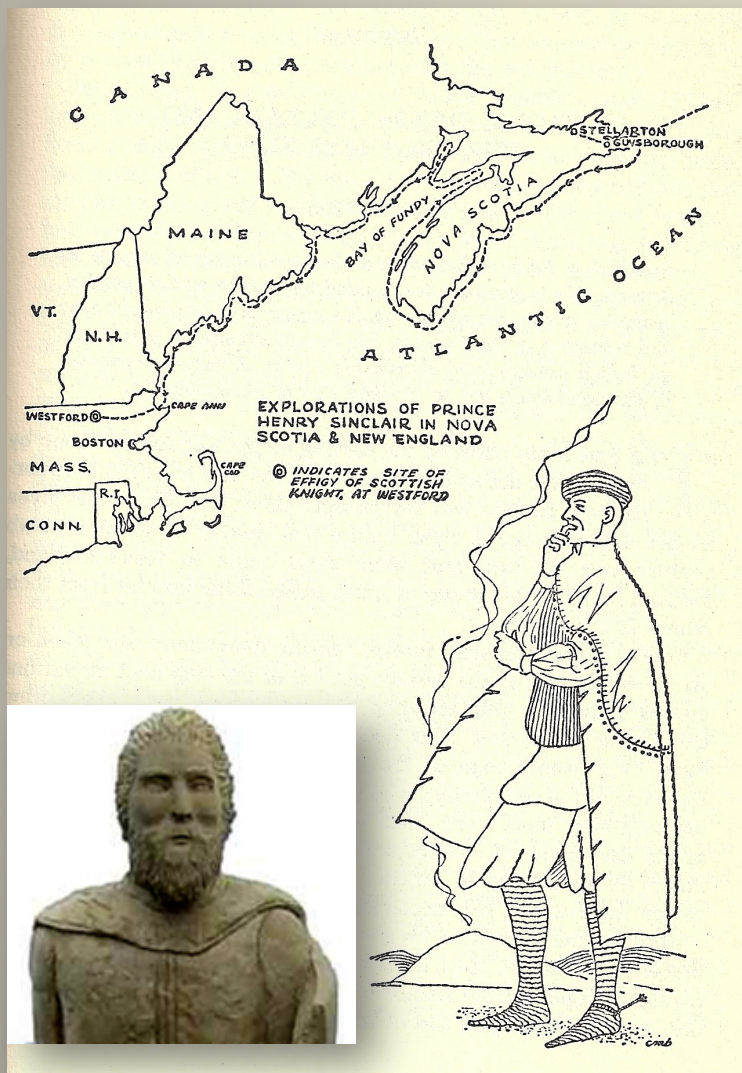 CANADA
STELLARTON
GUYSBOROUGH
MAINE
BAY OF FUNDY
NOVA SCOTIA
ATLANTIC OCEAN
VT.
N.H.
CAPE ANN
WESTFORD
BOSTON
MASS.
CAPE
COD
R.I.
CONN.
EXPLORATIONS OF PRINCE
HENRY SINCLAIR IN NOVA
SCOTIA & NEW ENGLAND
INDICATES SITE OF
EFFIGY OF SCOTTISH
KNIGHT, AT WESTFORD
cmb